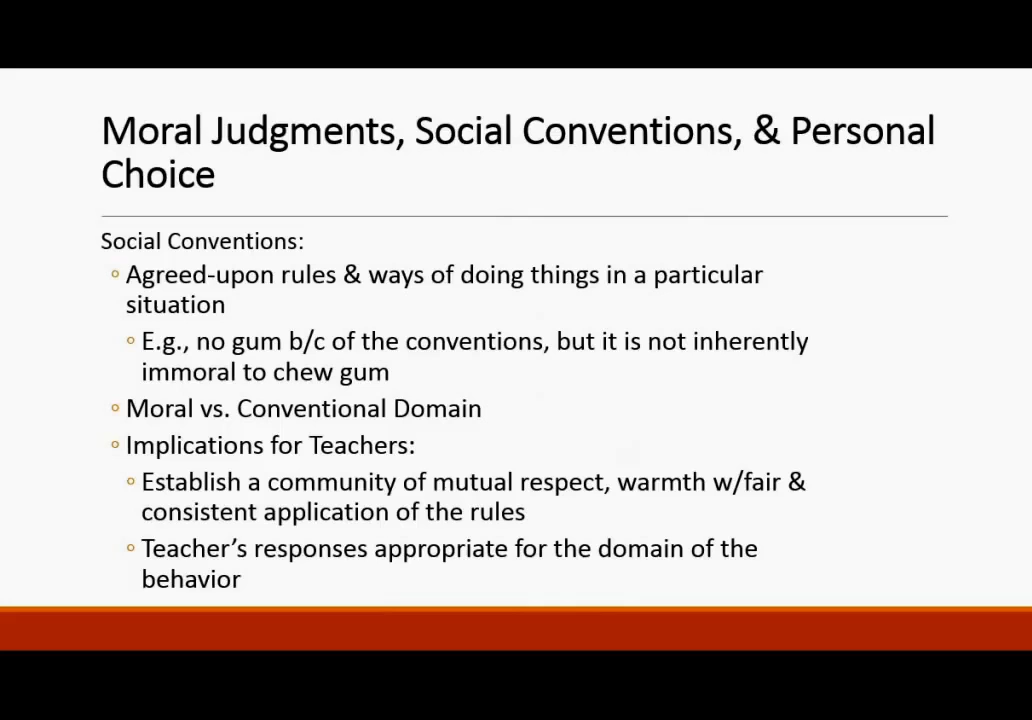 Moral Judgments, Social Conventions, & Personal
Choice
Social Conventions:
◦ Agreed-upon rules & ways of doing things in a particular
situation
◦ E.g., no gum b/c of the conventions, but it is not inherently
immoral to chew gum
◦ Moral vs. Conventional Domain
◦ Implications for Teachers:
◦ Establish a community of mutual respect, warmth w/fair &
consistent application of the rules
◦ Teacher’s responses appropriate for the domain of the
behavior